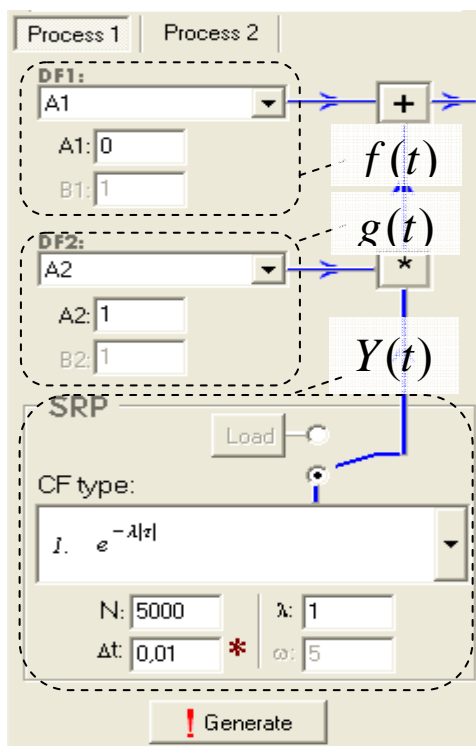 Process 1 Process 2
DF1:
A1
+
A1: 0
f(t)
B1: 1
g(t)
DF2:
A2
*
A2: 1
B2: 1
Y(t)
SRP
Load
CF type:
1. e^{-λ|τ|}
N: 5000 λ: 1
Δt: 0,01 * ω: 5
! Generate